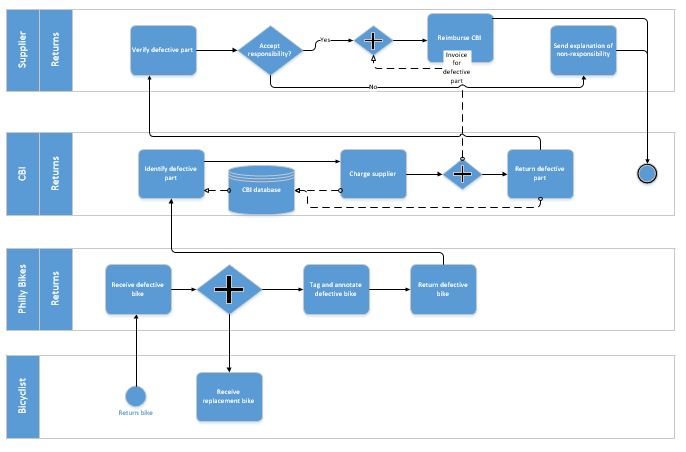 Supplier
Returns
Verify defective part
Accept
responsibility?
Yes
No
Reimburse CBI
Invoice
for
defective
part
Send explanation of
non-responsibility
CBI
Returns
Identify defective
part
CBI database
Charge supplier
Return defective
part
Philly Bikes
Returns
Receive defective
bike
Tag and annotate
defective bike
Return defective
bike
Bicyclist
Return bike
Receive
replacement bike